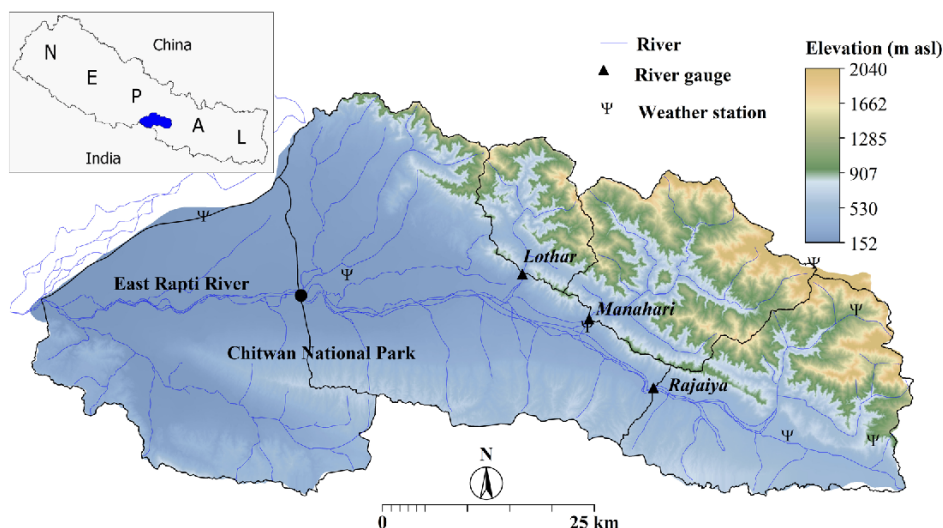 China
N
E
P
A
L
India
River
River gauge
Ψ Weather station
Elevation (m asl)
2040
1662
1285
907
530
152
Ψ
Ψ
Ψ
Ψ
Ψ
Ψ
Ψ
Lothar
East Rapti River
Manahari
Chitwan National Park
Rajaiya
N
0 25 km